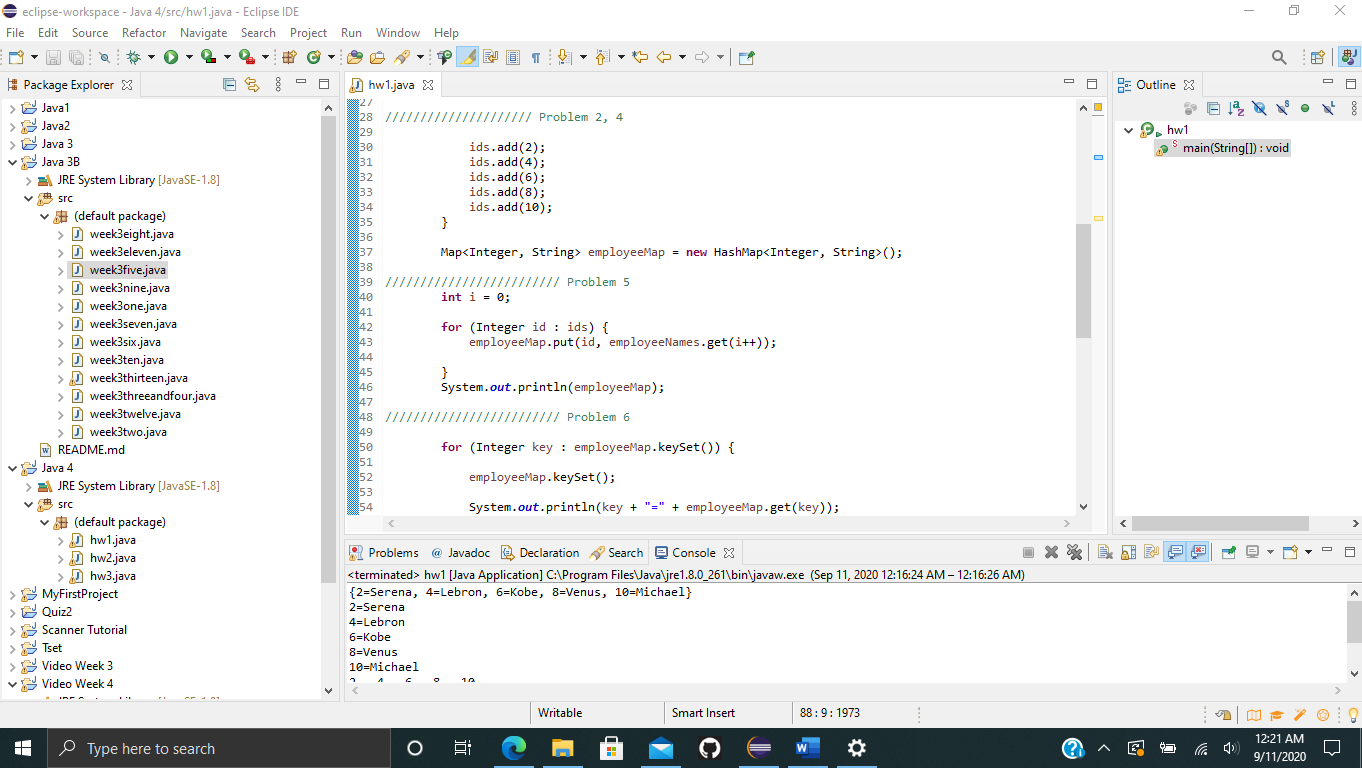 eclipse-workspace - Java 4/src/hw1.java - Eclipse IDE
File Edit Source Refactor Navigate Search Project Run Window Help
Package Explorer
Java1
Java2
Java 3
Java 3B
JRE System Library [JavaSE-1.8]
src
(default package)
week3eight.java
week3eleven.java
week3five.java
week3nine.java
week3one.java
week3seven.java
week3six.java
week3ten.java
week3thirteen.java
week3threeandfour.java
week3twelve.java
week3two.java
README.md
Java 4
JRE System Library [JavaSE-1.8]
src
(default package)
hw1.java
hw2.java
hw3.java
MyFirstProject
Quiz2
Scanner Tutorial
Tset
Video Week 3
Video Week 4
JRE System Library [JavaSE-1.8]
hw1.java
27
28 ///////////////////// Problem 2, 4
29
30 ids.add(2);
31 ids.add(4);
32 ids.add(6);
33 ids.add(8);
34 ids.add(10);
35 }
36
37 Map<Integer, String> employeeMap = new HashMap<Integer, String>();
38
39 ///////////////////////// Problem 5
40 int i = 0;
41
42 for (Integer id : ids) {
43 employeeMap.put(id, employeeNames.get(i++));
44
45 }
46 System.out.println(employeeMap);
47
48 ///////////////////////// Problem 6
49
50 for (Integer key : employeeMap.keySet()) {
51
52 employeeMap.keySet();
53
54 System.out.println(key + "=" + employeeMap.get(key));
Outline
hw1
main(String[]) : void
Problems Javadoc Declaration Search Console
<terminated> hw1 [Java Application] C:\Program Files\Java\jre1.8.0_261\bin\javaw.exe (Sep 11, 2020 12:16:24 AM – 12:16:26 AM)
{2=Serena, 4=Lebron, 6=Kobe, 8=Venus, 10=Michael}
2=Serena
4=Lebron
6=Kobe
8=Venus
10=Michael
2 4 6 8 10
Writable Smart Insert 88 : 9 : 1973
Type here to search
12:21 AM
9/11/2020